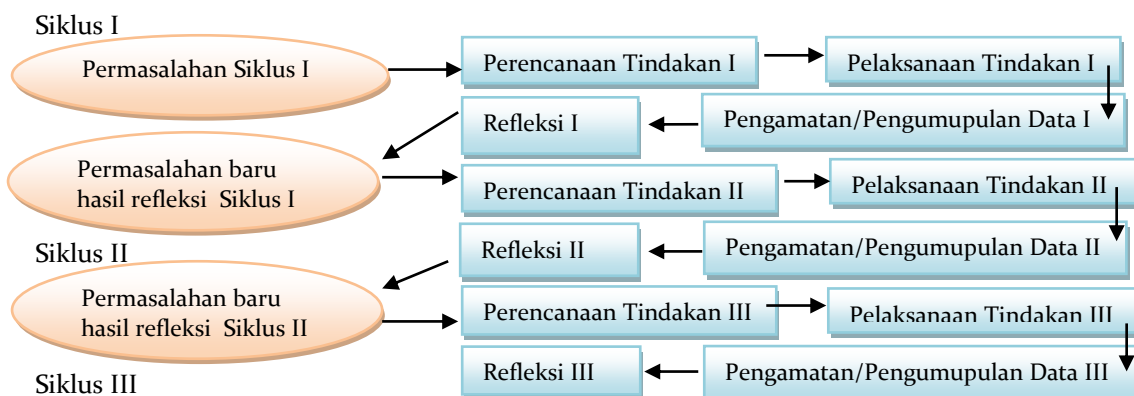 Siklus I
Permasalahan Siklus I
Perencanaan Tindakan I
Pelaksanaan Tindakan I
Refleksi I
Pengamatan/Pengumupulan Data I
Permasalahan baru
hasil refleksi Siklus I
Perencanaan Tindakan II
Pelaksanaan Tindakan II
Siklus II
Refleksi II
Pengamatan/Pengumupulan Data II
Permasalahan baru
hasil refleksi Siklus II
Perencanaan Tindakan III
Pelaksanaan Tindakan III
Siklus III
Refleksi III
Pengamatan/Pengumupulan Data III